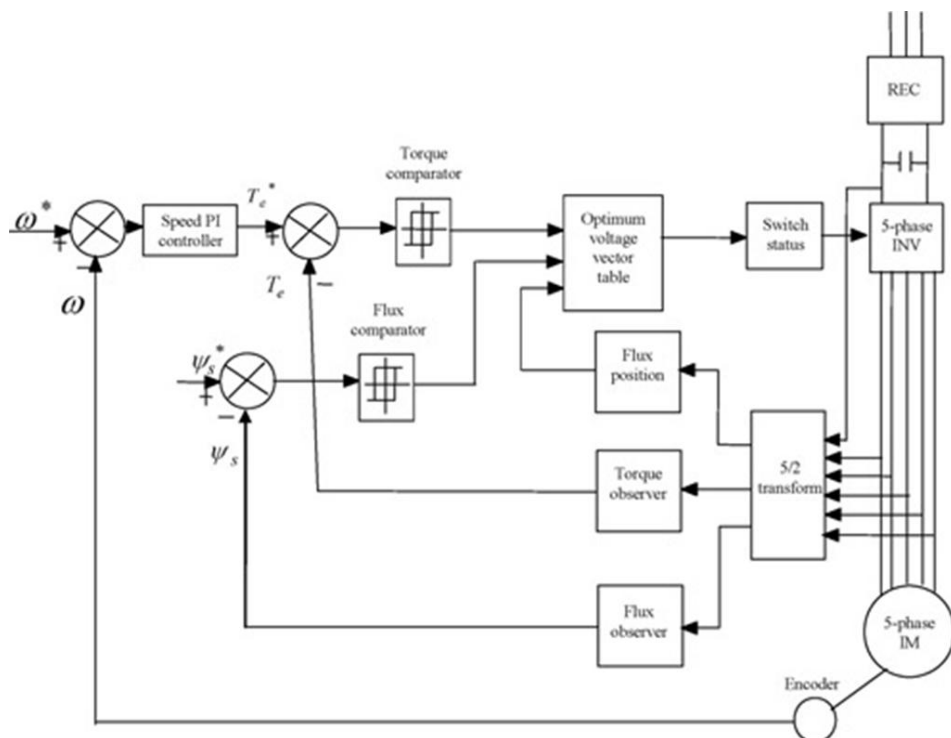 REC
Torque
comparator
ω*
+
−
ω
Speed PI
controller
Te*
+
−
Te
Optimum
voltage
vector
table
Switch
status
5-phase
INV
Flux
comparator
ψs*
+
−
ψs
Flux
position
Torque
observer
5/2
transform
Flux
observer
5-phase
IM
Encoder